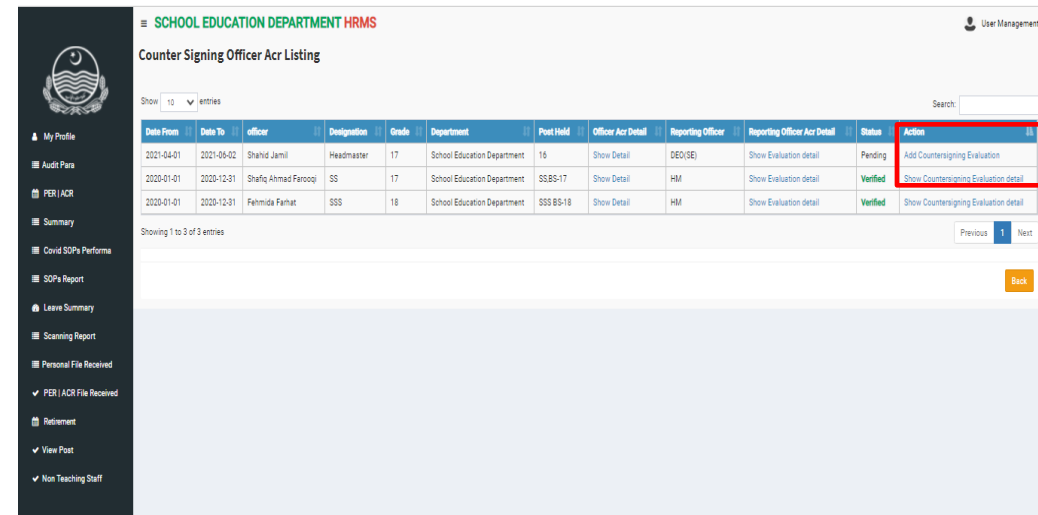 SCHOOL EDUCATION DEPARTMENT HRMS
User Management
Counter Signing Officer Acr Listing
Show 10 entries
Search:
Date From Date To officer Designation Grade Department Post Held Officer Acr Detail Reporting Officer Reporting Officer Acr Detail Status Action
2021-04-01 2021-06-02 Shahid Jamil Headmaster 17 School Education Department 16 Show Detail DEO(SE) Show Evaluation detail Pending Add Countersigning Evaluation
2020-01-01 2020-12-31 Shafiq Ahmad Farooqi SS 17 School Education Department SS,BS-17 Show Detail HM Show Evaluation detail Verified Show Countersigning Evaluation detail
2020-01-01 2020-12-31 Fehmida Farhat SSS 18 School Education Department SSS BS-18 Show Detail HM Show Evaluation detail Verified Show Countersigning Evaluation detail
Showing 1 to 3 of 3 entries
Previous 1 Next
Back
My Profile
Audit Para
PER | ACR
Summary
Covid SOPs Performa
SOPs Report
Leave Summary
Scanning Report
Personal File Received
PER | ACR File Received
Retirement
View Post
Non Teaching Staff